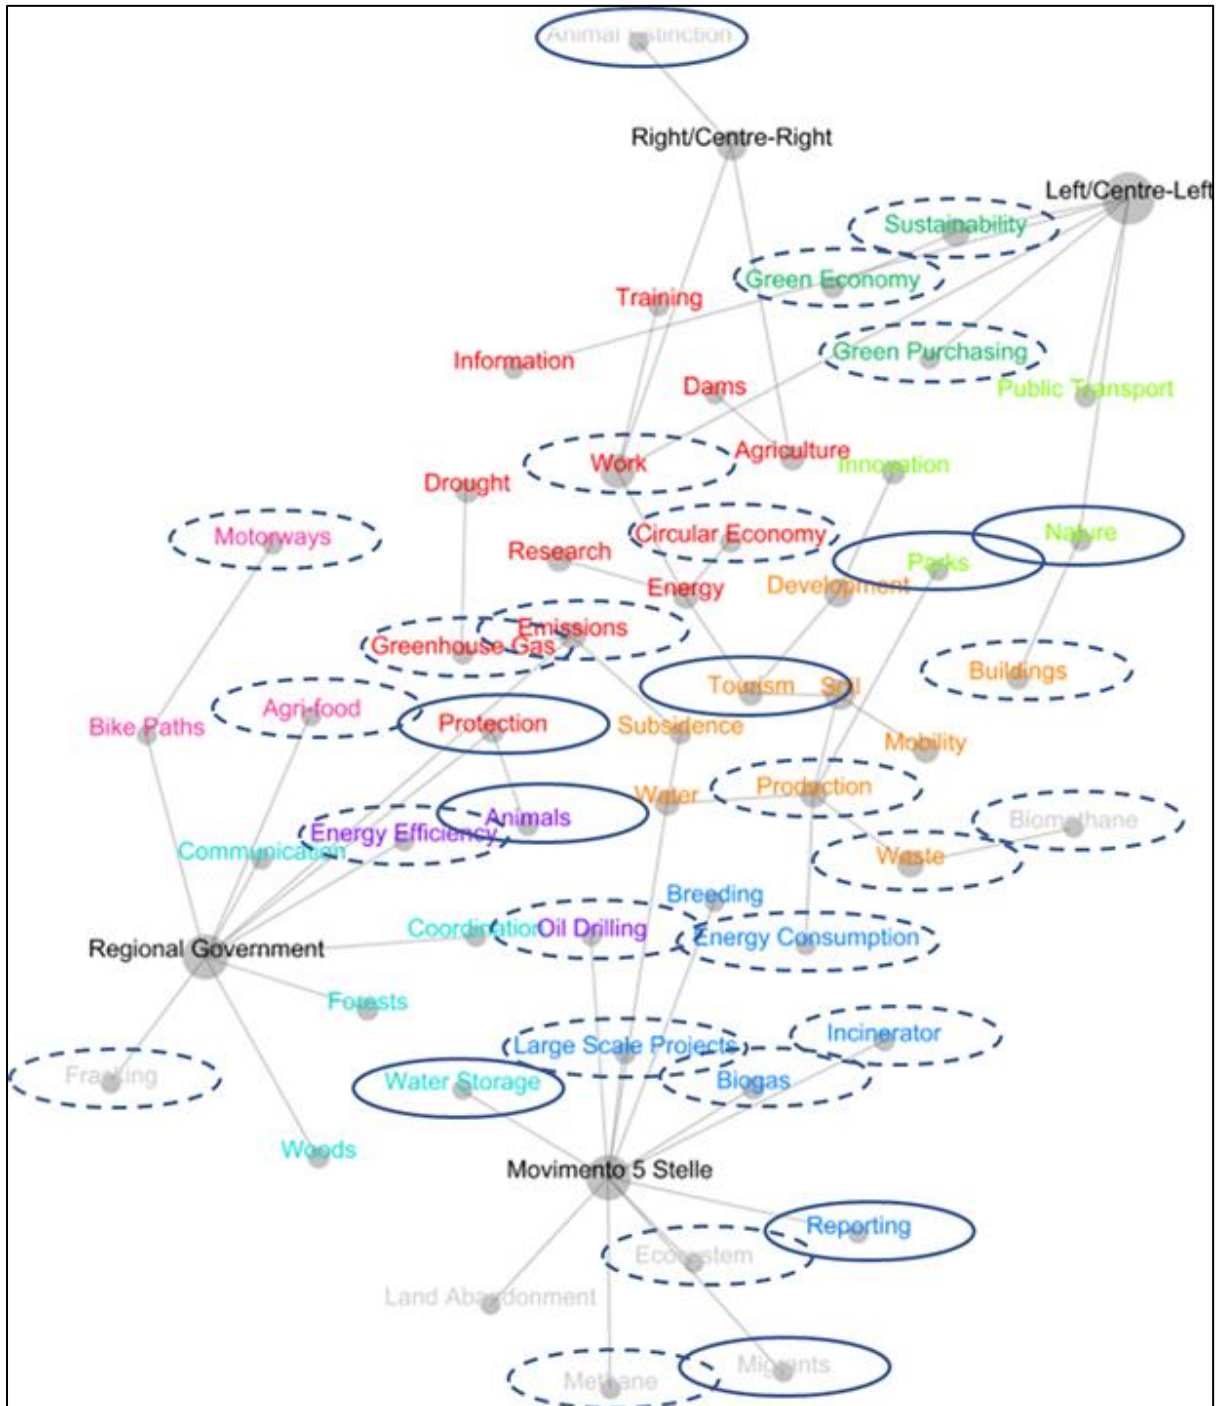 Animal Extinction
Right/Centre-Right
Left/Centre-Left
Sustainability
Green Economy
Training
Green Purchasing
Information
Dams
Public Transport
Agriculture
Work
Innovation
Drought
Motorways
Circular Economy
Nature
Research
Parks
Energy
Development
Emissions
Greenhouse Gas
Buildings
Tourism
Soil
Agri-food
Bike Paths
Protection
Subsidence
Mobility
Water
Production
Animals
Biomethane
Energy Efficiency
Communication
Waste
Breeding
Coordination
Oil Drilling
Energy Consumption
Regional Government
Forests
Incinerator
Large Scale Projects
Fracking
Water Storage
Biogas
Woods
Movimento 5 Stelle
Reporting
Ecosystem
Land Abandonment
Migrants
Methane